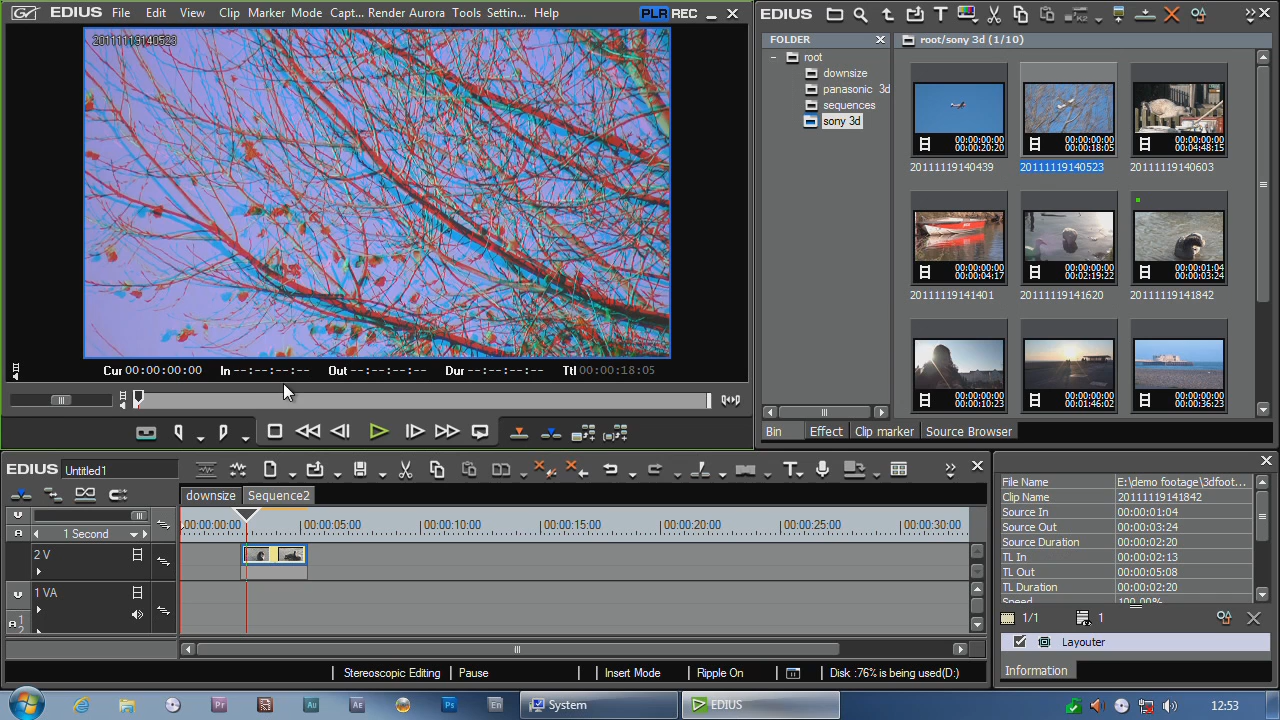 EDIUS File Edit View Clip Marker Mode Capt... Render Aurora Tools Settin... Help PLR REC
20111119140523
Cur 00:00:00:00 In --:--:--:-- Out --:--:--:-- Dur --:--:--:-- Ttl 00:00:18:05
EDIUS
FOLDER
root
downsize
panasonic 3d
sequences
sony 3d
root/sony 3d (1/10)
00:00:00:00 00:00:00:00 00:00:00:00
00:00:20:20 00:00:18:05 00:04:48:15
20111119140439 20111119140523 20111119140603
00:00:00:00 00:00:00:00 00:00:01:04
00:00:04:17 00:02:19:22 00:00:03:24
20111119141401 20111119141620 20111119141842
00:00:00:00 00:00:00:00 00:00:00:00
00:00:10:23 00:01:46:02 00:00:36:23
Bin Effect Clip marker Source Browser
EDIUS Untitled1
downsize Sequence2
1 Second
00:00:00:00 00:00:05:00 00:00:10:00 00:00:15:00 00:00:20:00 00:00:25:00 00:00:30:00
2 V
1 VA
1
2
Stereoscopic Editing Pause Insert Mode Ripple On Disk :76% is being used(D:)
File Name E:\demo footage\3dfoot...
Clip Name 20111119141842
Source In 00:00:01:04
Source Out 00:00:03:24
Source Duration 00:00:02:20
TL In 00:00:02:13
TL Out 00:00:05:08
TL Duration 00:00:02:20
Speed 100.00%
1/1 1
Layouter
Information
Pr Au Ae Ps En System EDIUS 12:53